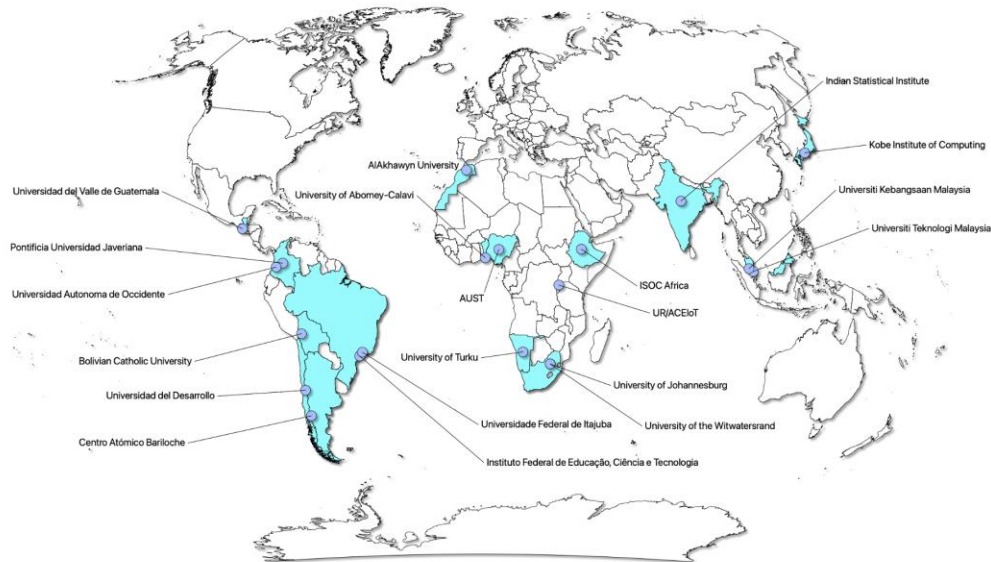 Indian Statistical Institute
Kobe Institute of Computing
AlAkhawyn University
Universiti Kebangsaan Malaysia
Universidad del Valle de Guatemala
University of Abomey-Calavi
Universiti Teknologi Malaysia
Pontificia Universidad Javeriana
ISOC Africa
Universidad Autonoma de Occidente
AUST
UR/ACEIoT
Bolivian Catholic University
University of Turku
University of Johannesburg
Universidad del Desarrollo
Universidade Federal de Itajuba
University of the Witwatersrand
Centro Atómico Bariloche
Instituto Federal de Educação, Ciência e Tecnologia